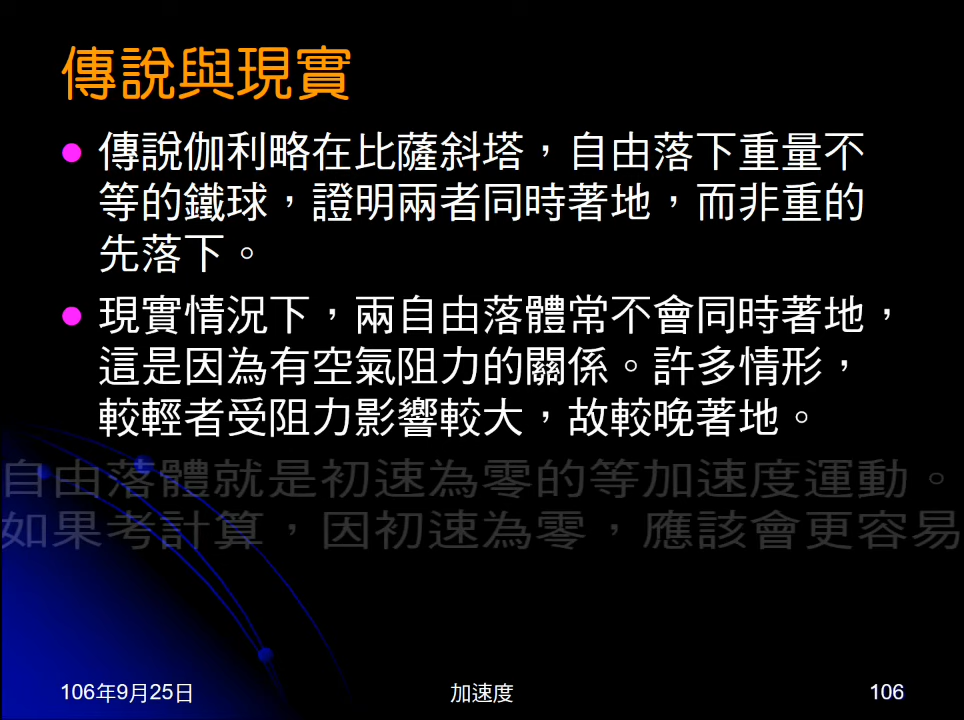 傳說與現實
傳說伽利略在比薩斜塔，自由落下重量不
等的鐵球，證明兩者同時著地，而非重的
先落下。
現實情況下，兩自由落體常不會同時著地，
這是因為有空氣阻力的關係。許多情形，
較輕者受阻力影響較大，故較晚著地。
自由落體就是初速為零的等加速度運動。
如果考計算，因初速為零，應該會更容易
106年9月25日
加速度
106